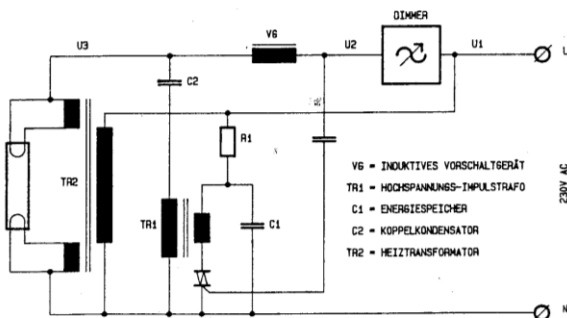 DIMMER
U3
VG
U2
U1
L
C2
R1
TR2
TR1
C1
VG = INDUKTIVES VORSCHALTGERÄT
TR1 = HOCHSPANNUNGS-IMPULSTRAFO
C1 = ENERGIESPEICHER
C2 = KOPPELKONDENSATOR
TR2 = HEIZTRANSFORMATOR
230V AC
N